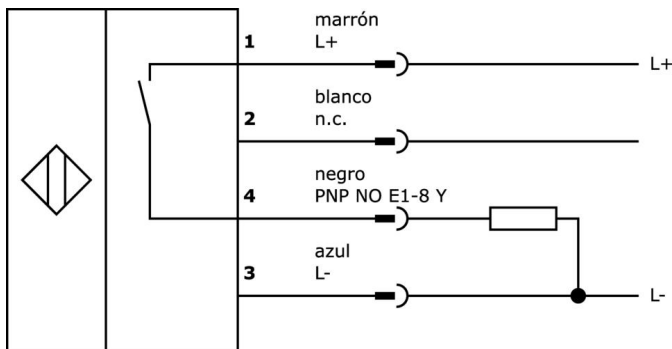 marrón
1 L+ L+
blanco
2 n.c.
negro
4 PNP NO E1-8 Y
azul
3 L- L-